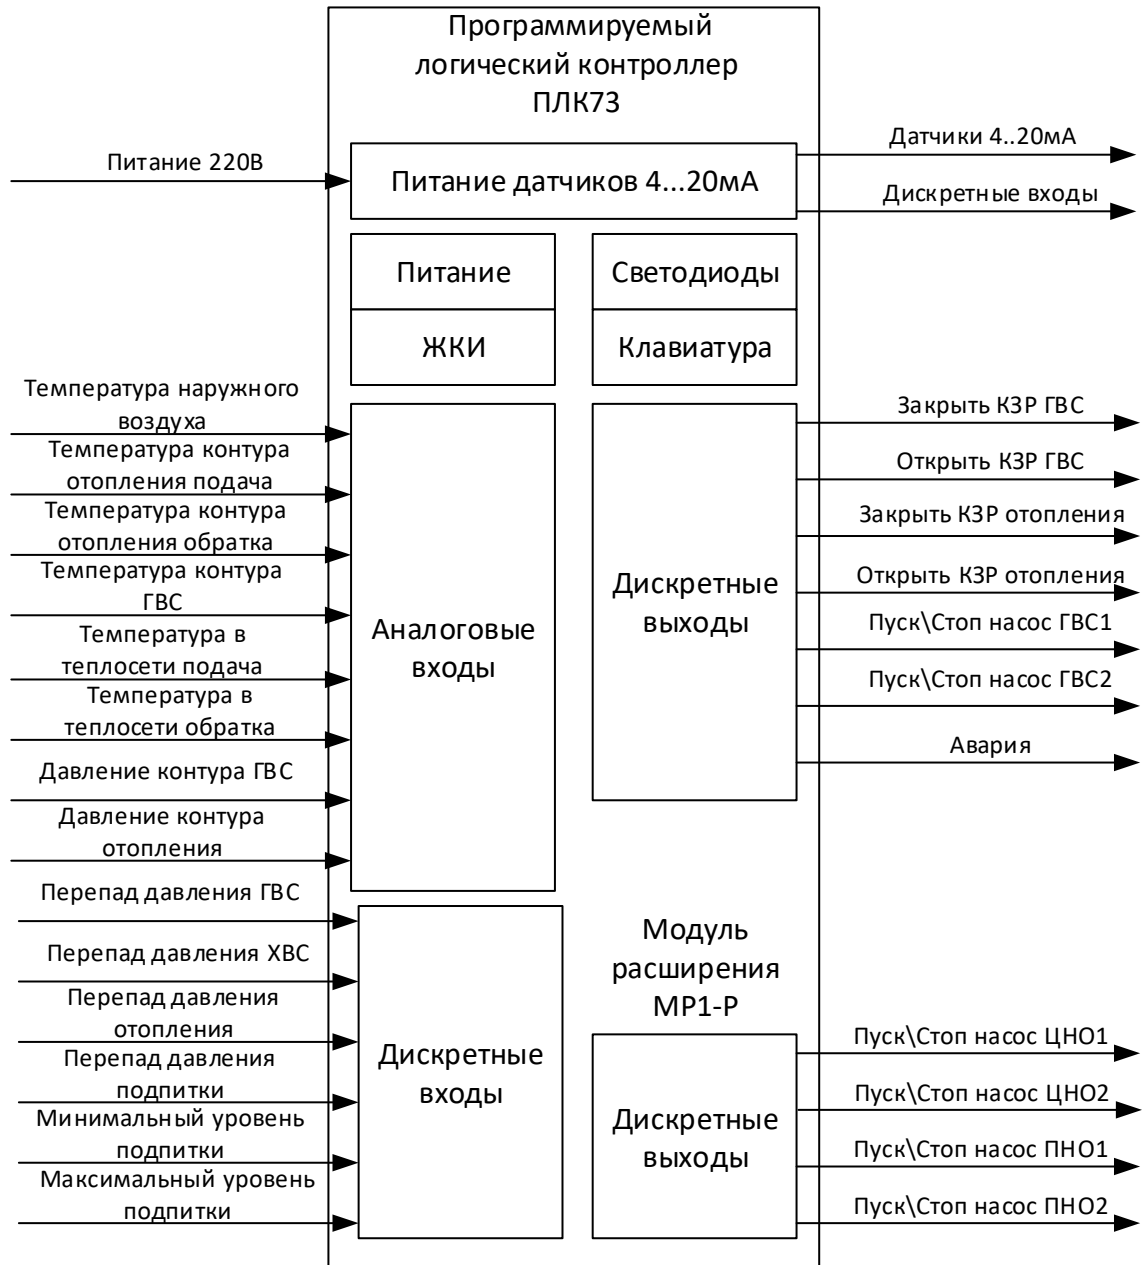 Программируемый
логический контроллер
ПЛК73
Питание 220В
Питание датчиков 4...20мА
Датчики 4..20мА
Дискретные входы
Питание
Светодиоды
ЖКИ
Клавиатура
Температура наружного
воздуха
Температура контура
отопления подача
Температура контура
отопления обратка
Температура контура
ГВС
Температура в
теплосети подача
Температура в
теплосети обратка
Давление контура ГВС
Давление контура
отопления
Аналоговые
входы
Дискретные
выходы
Закрыть КЗР ГВС
Открыть КЗР ГВС
Закрыть КЗР отопления
Открыть КЗР отопления
Пуск\Стоп насос ГВС1
Пуск\Стоп насос ГВС2
Авария
Перепад давления ГВС
Перепад давления ХВС
Перепад давления
отопления
Перепад давления
подпитки
Минимальный уровень
подпитки
Максимальный уровень
подпитки
Дискретные
входы
Модуль
расширения
МР1-Р
Дискретные
выходы
Пуск\Стоп насос ЦНО1
Пуск\Стоп насос ЦНО2
Пуск\Стоп насос ПНО1
Пуск\Стоп насос ПНО2